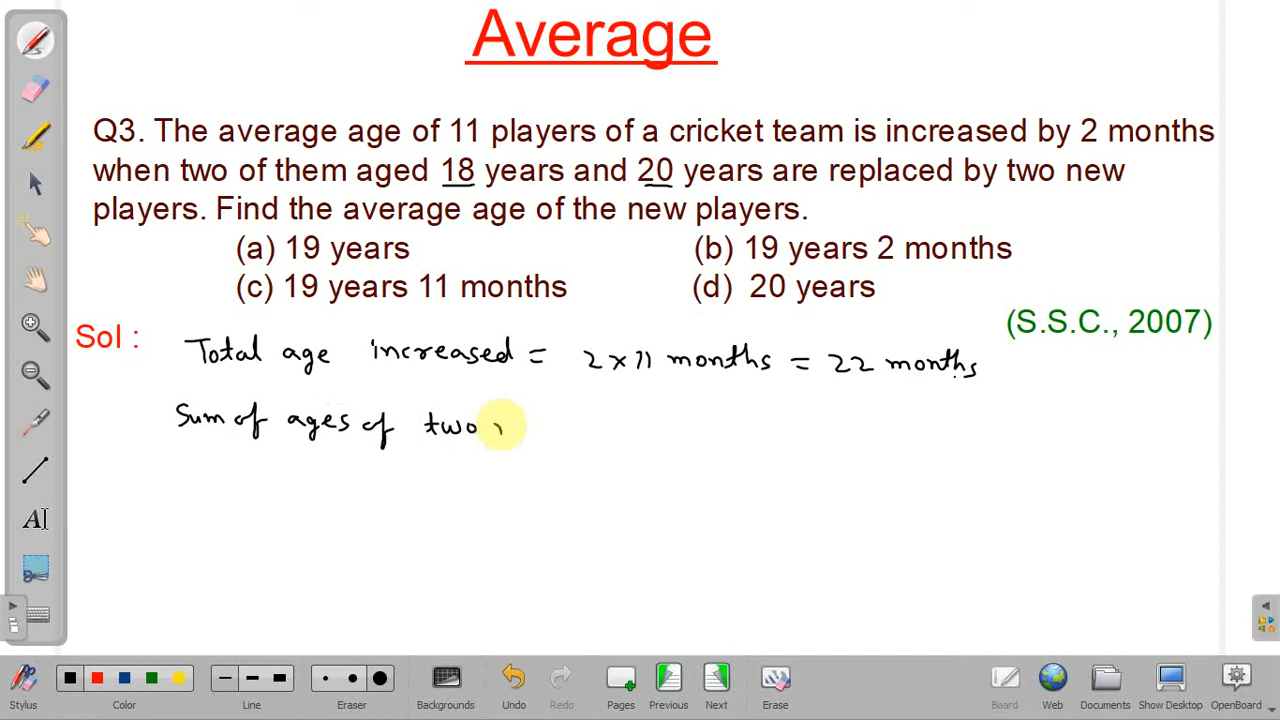 Average
Q3. The average age of 11 players of a cricket team is increased by 2 months
when two of them aged 18 years and 20 years are replaced by two new
players. Find the average age of the new players.
(a) 19 years (b) 19 years 2 months
(c) 19 years 11 months (d) 20 years
(S.S.C., 2007)
Sol : Total age increased = 2 × 11 months = 22 months
Sum of ages of two
Stylus Color Line Eraser Backgrounds Undo Redo Pages Previous Next Erase Board Web Documents Show Desktop OpenBoard